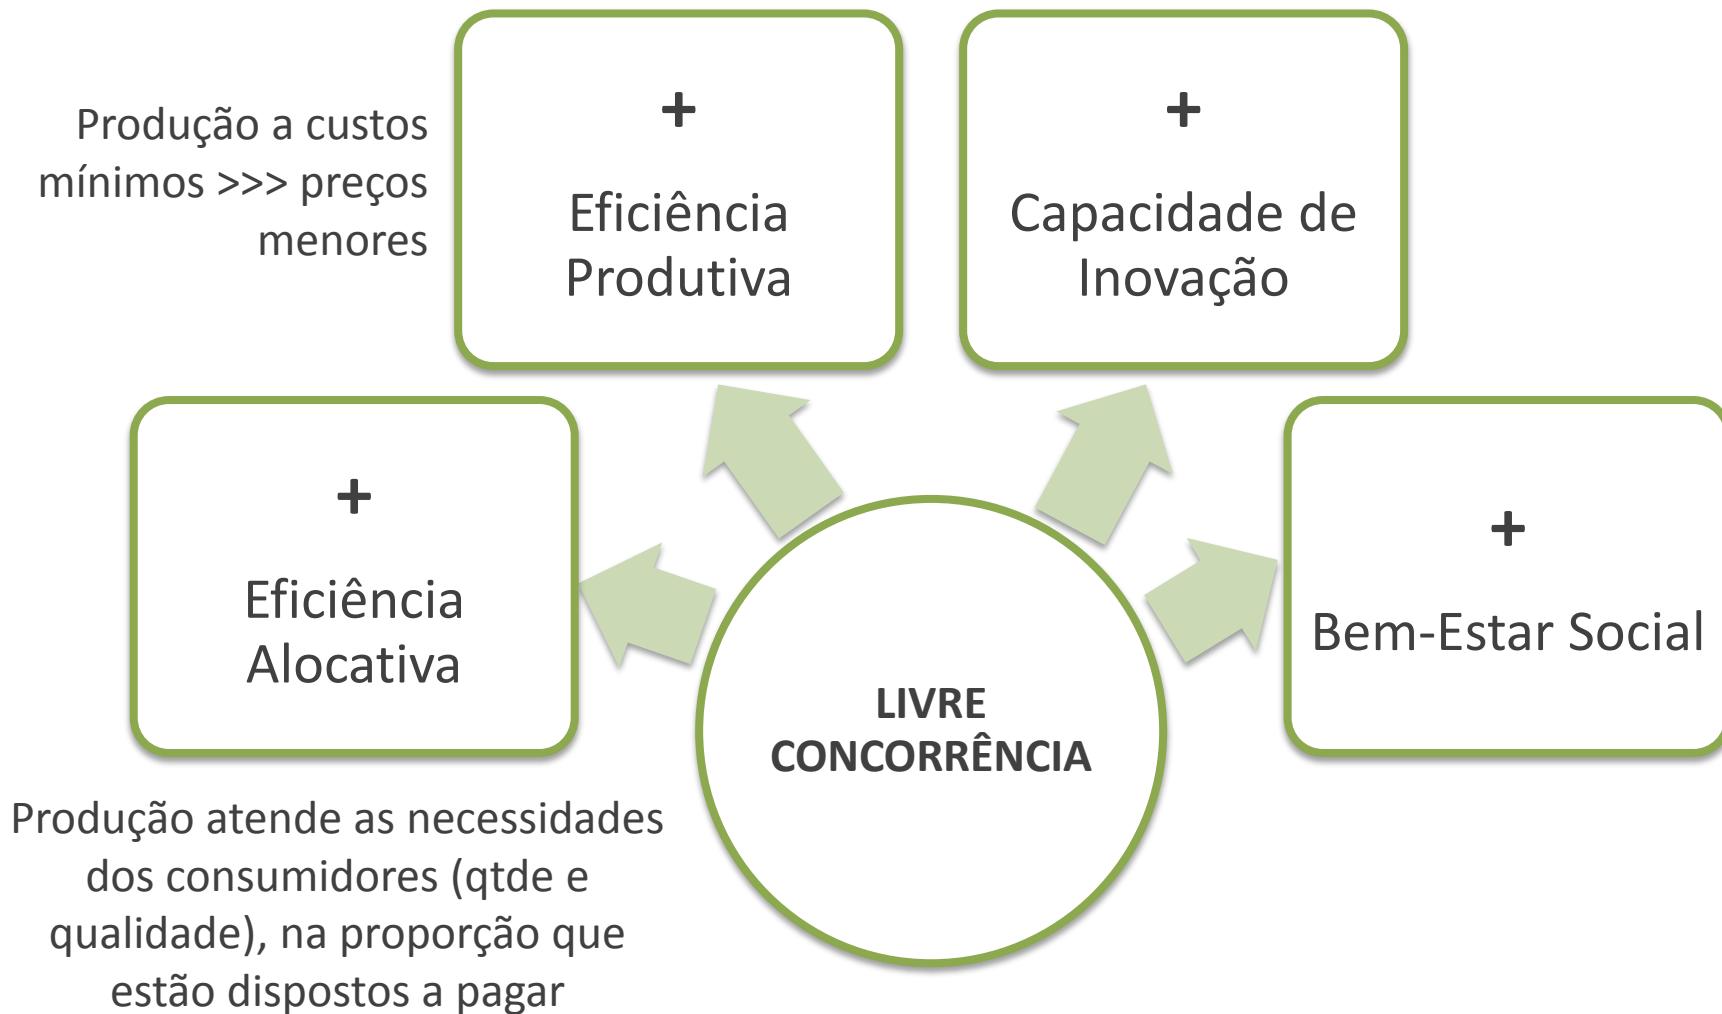 Produção a custos
mínimos >>> preços
menores
+
Eficiência
Produtiva
+
Capacidade de
Inovação
+
Eficiência
Alocativa
+
Bem-Estar Social
LIVRE
CONCORRÊNCIA
Produção atende as necessidades
dos consumidores (qtde e
qualidade), na proporção que
estão dispostos a pagar